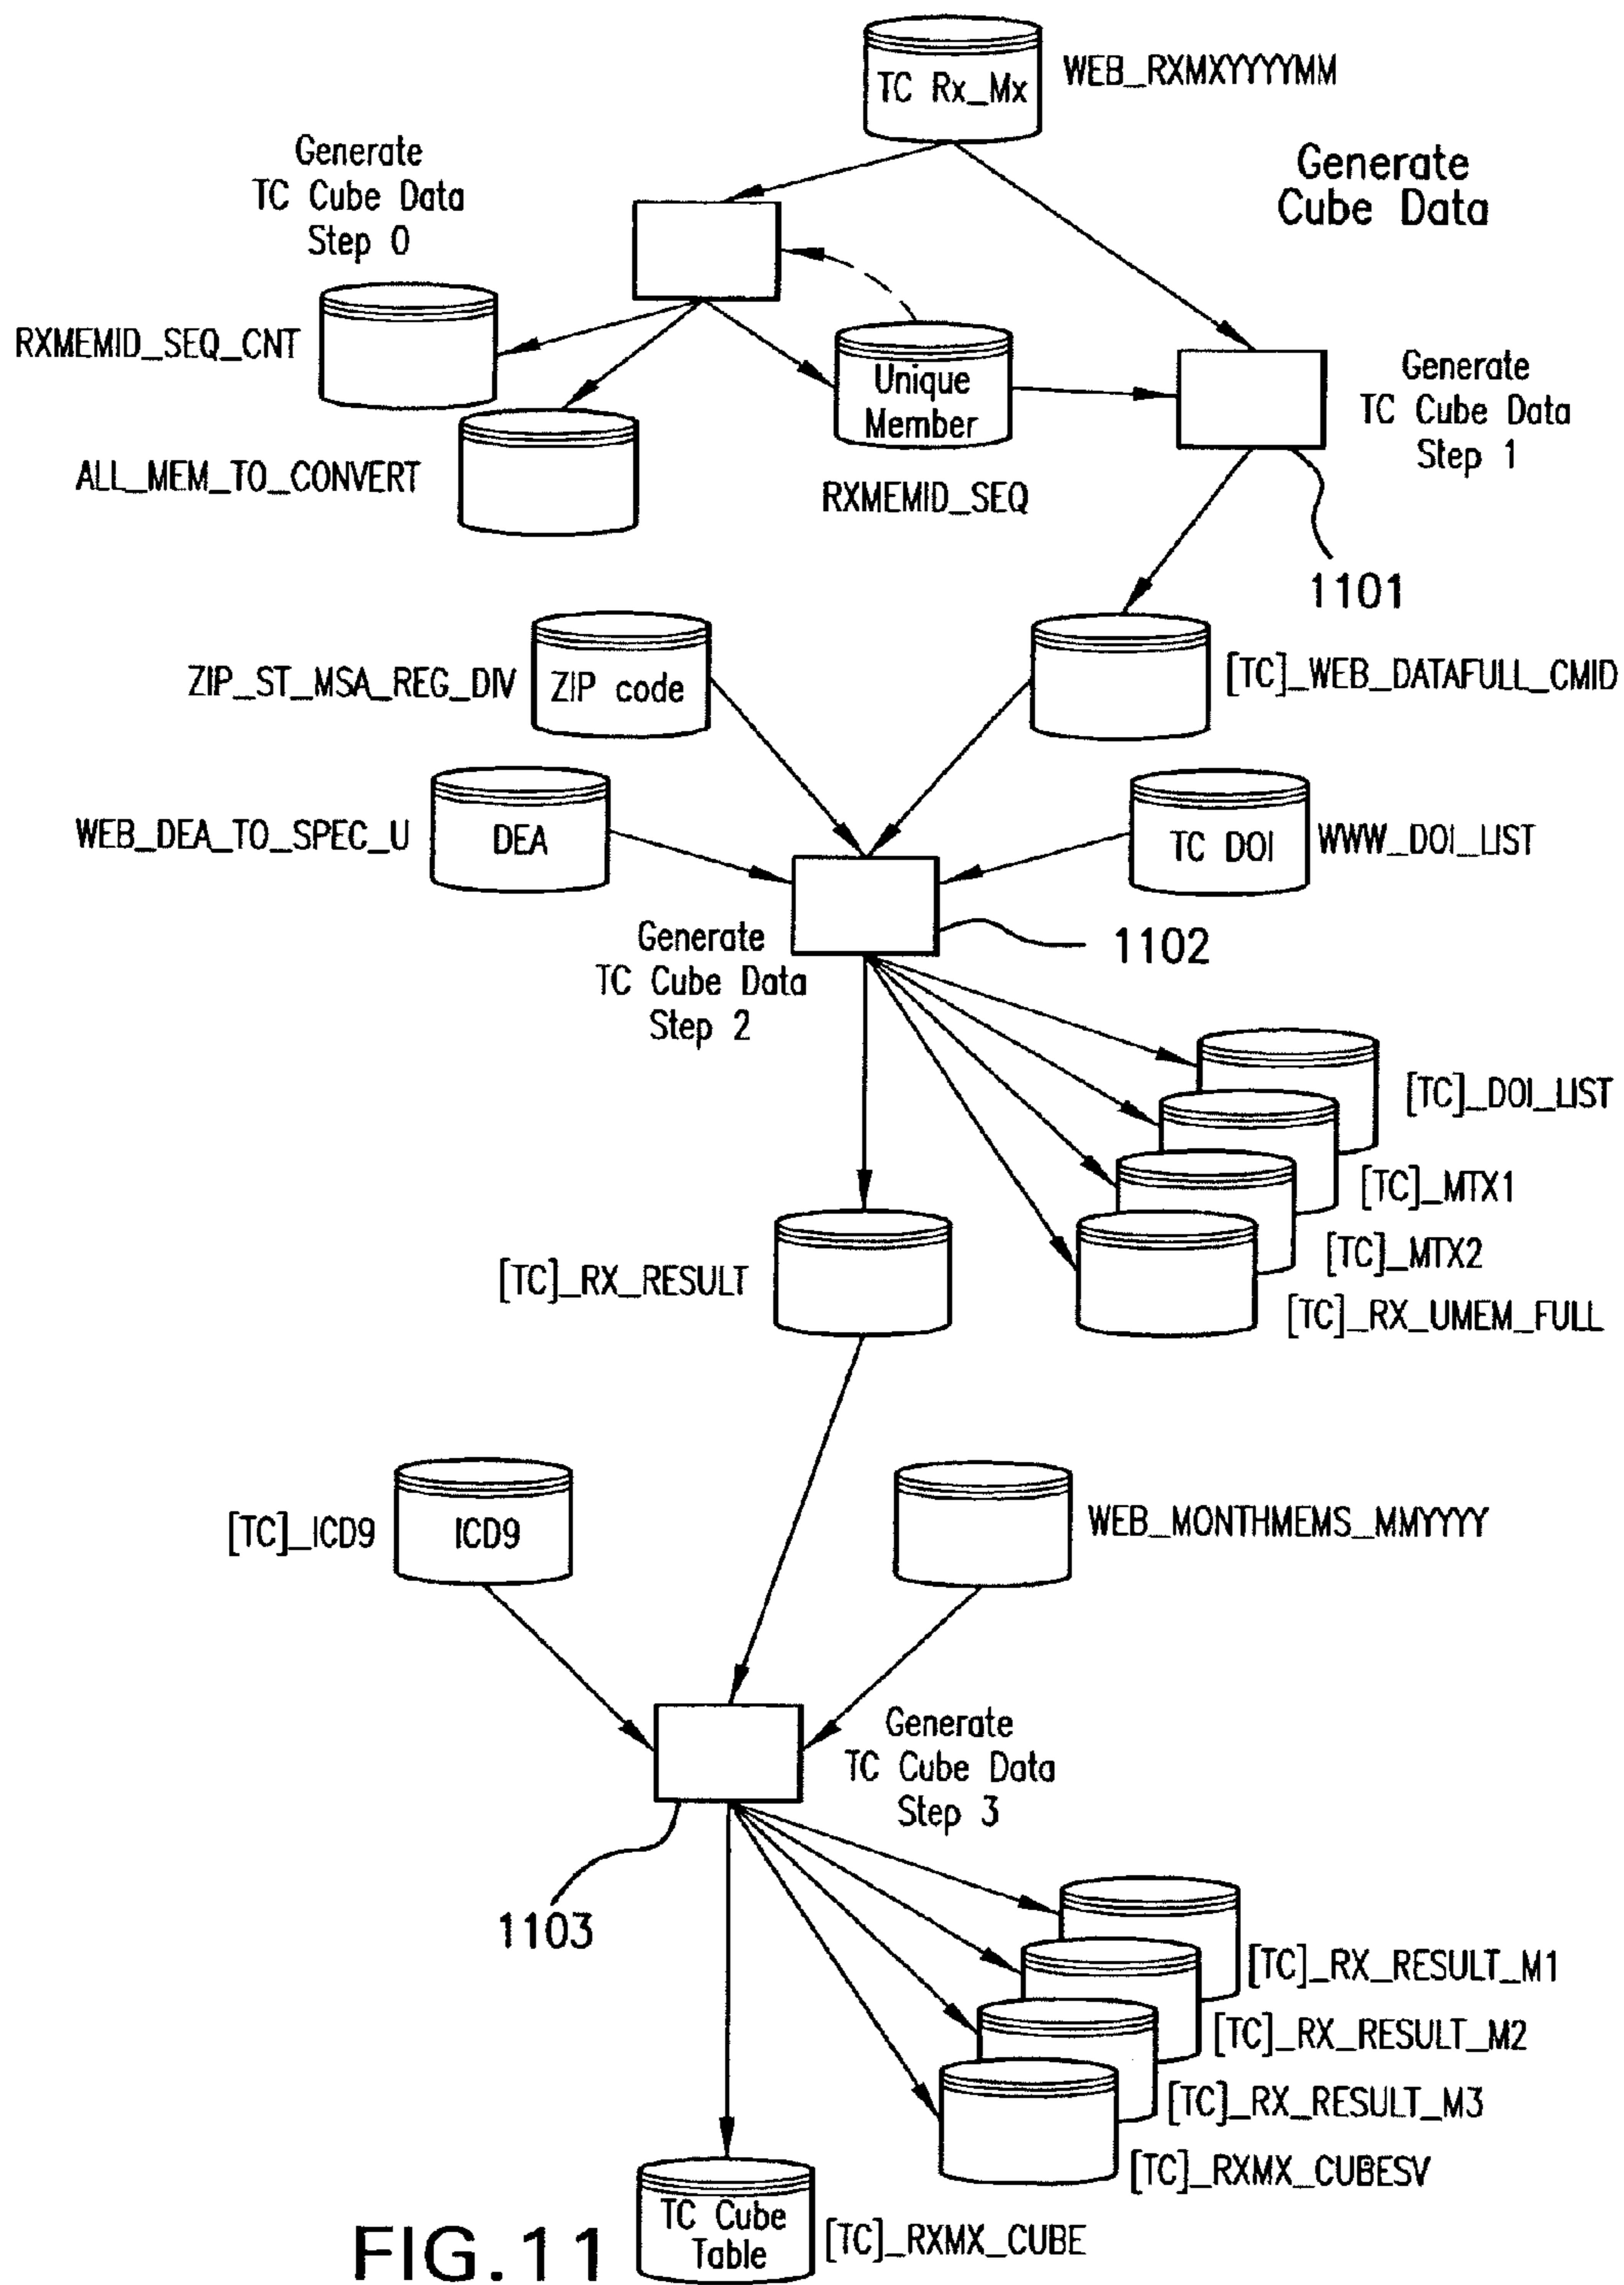 TC Rx_Mx
WEB_RXMXYYYYMM
Generate
TC Cube Data
Step 0
Generate
Cube Data
RXMEMID_SEQ_CNT
Unique
Member
Generate
TC Cube Data
Step 1
ALL_MEM_TO_CONVERT
RXMEMID_SEQ
1101
ZIP_ST_MSA_REG_DIV
ZIP code
[TC]_WEB_DATAFULL_CMID
WEB_DEA_TO_SPEC_U
DEA
TC DOI
WWW_DOI_LIST
1102
Generate
TC Cube Data
Step 2
[TC]_DOI_LIST
[TC]_MTX1
[TC]_MTX2
[TC]_RX_RESULT
[TC]_RX_UMEM_FULL
[TC]_ICD9
ICD9
WEB_MONTHMEMS_MMYYYY
Generate
TC Cube Data
Step 3
1103
[TC]_RX_RESULT_M1
[TC]_RX_RESULT_M2
[TC]_RX_RESULT_M3
[TC]_RXMX_CUBESV
TC Cube
Table
[TC]_RXMX_CUBE
FIG.11